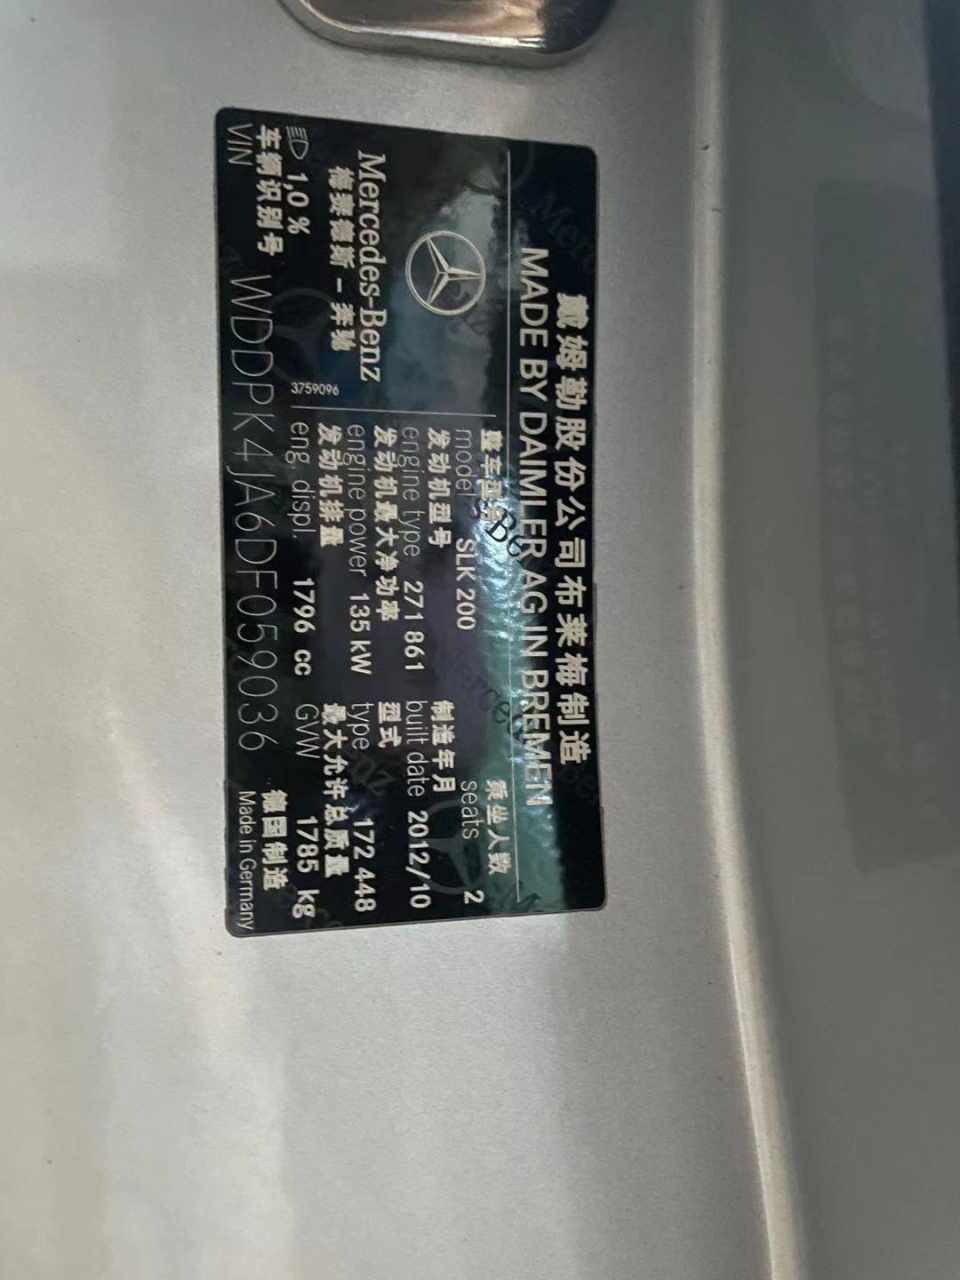 戴姆勒股份公司布莱梅制造
MADE BY DAIMLER AG IN BREMEN
Mercedes-Benz
梅赛德斯-奔驰
1,0 %
3759096
整车型号
model SLK 200
乘坐人数
seats 2
发动机型号
engine type 271 861
制造年月
built date 2012/10
发动机最大净功率
engine power 135 kW
型式
type 172 448
发动机排量
eng. displ. 1796 cc
最大允许总质量
GVW 1785 kg
车辆识别号
VIN WDDPK4JA6DF059036
德国制造
Made in Germany